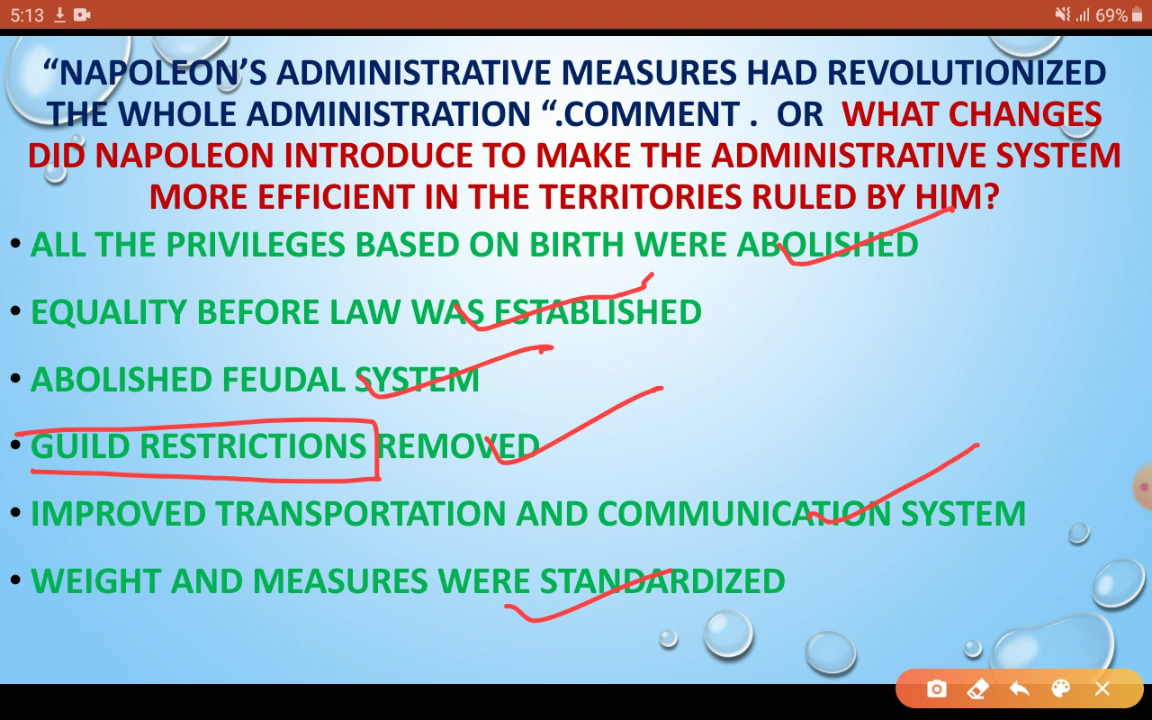 5:13
69%
“NAPOLEON’S ADMINISTRATIVE MEASURES HAD REVOLUTIONIZED
THE WHOLE ADMINISTRATION “.COMMENT . OR WHAT CHANGES
DID NAPOLEON INTRODUCE TO MAKE THE ADMINISTRATIVE SYSTEM
MORE EFFICIENT IN THE TERRITORIES RULED BY HIM?
• ALL THE PRIVILEGES BASED ON BIRTH WERE ABOLISHED
• EQUALITY BEFORE LAW WAS ESTABLISHED
• ABOLISHED FEUDAL SYSTEM
• GUILD RESTRICTIONS REMOVED
• IMPROVED TRANSPORTATION AND COMMUNICATION SYSTEM
• WEIGHT AND MEASURES WERE STANDARDIZED